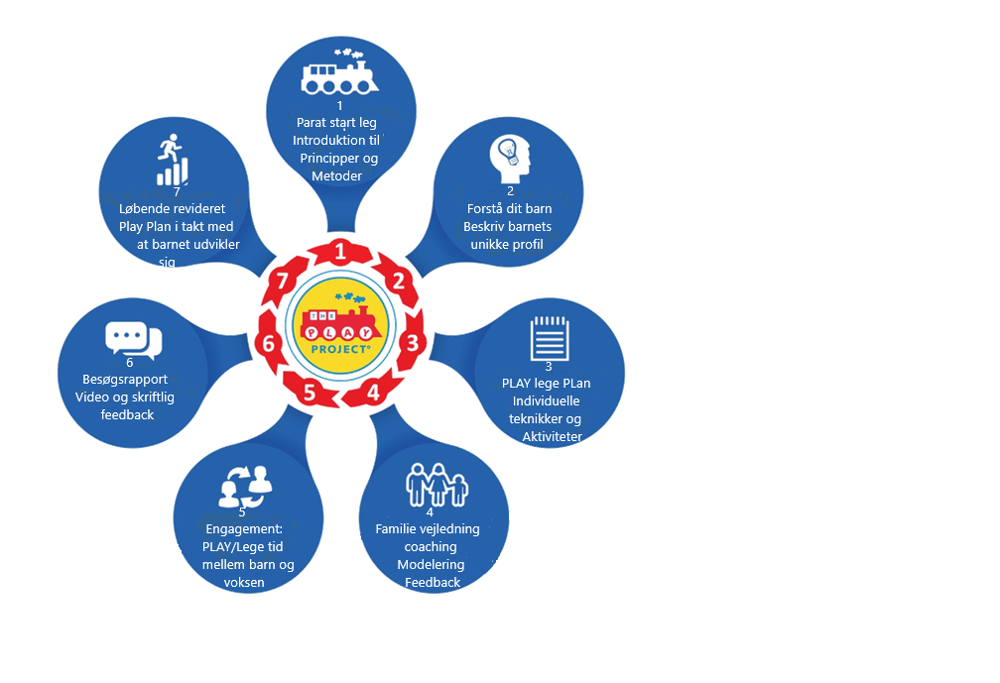 1
Parat start leg
Introduktion til
Principper og
Metoder
2
Forstå dit barn
Beskriv barnets
unikke profil
3
PLAY lege PLan
Individuelle
teknikker og
Aktiviteter
4
Familie vejledning
coaching
Modelering
Feedback
5
Engagement:
PLAY/Lege tid
mellem barn og
voksen
6
Besøgsrapport
Video og skriftlig
feedback
7
Løbende revideret
Play Plan i takt med
at barnet udvikler
sig
1
2
3
4
5
6
7
THE
PLAY
PROJECT®